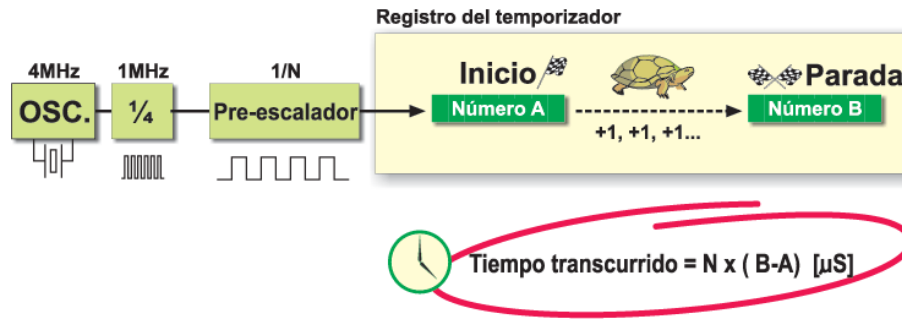 Registro del temporizador
4MHz 1MHz 1/N
OSC. ¼ Pre-escalador
Inicio Parada
Número A Número B
+1, +1, +1...
Tiempo transcurrido = N x ( B-A) [µS]